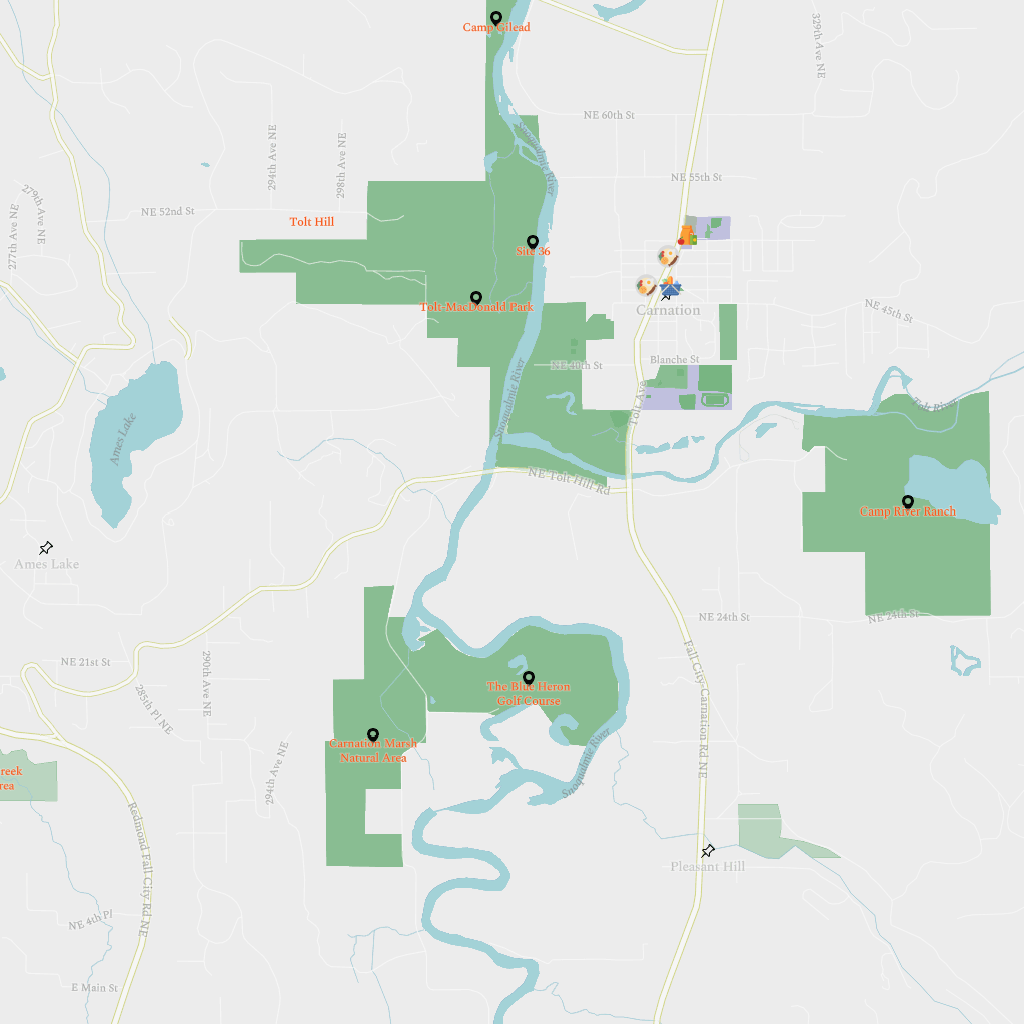 Camp Gilead
329th Ave NE
NE 60th St
Snoqualmie River
294th Ave NE
298th Ave NE
NE 55th St
279th Ave NE
277th Ave NE
NE 52nd St
Tolt Hill
Site 36
Tolt-MacDonald Park
Carnation
NE 45th St
Blanche St
NE 40th St
Snoqualmie River
Tolt Ave
Tolt River
Ames Lake
NE Tolt Hill Rd
Camp River Ranch
Ames Lake
NE 24th St
NE 24th St
NE 21st St
290th Ave NE
285th Pl NE
Fall City Carnation Rd NE
The Blue Heron
Golf Course
Carnation Marsh
Natural Area
Snoqualmie River
294th Ave NE
reek
rea
Redmond Fall City Rd NE
Pleasant Hill
NE 4th Pl
E Main St